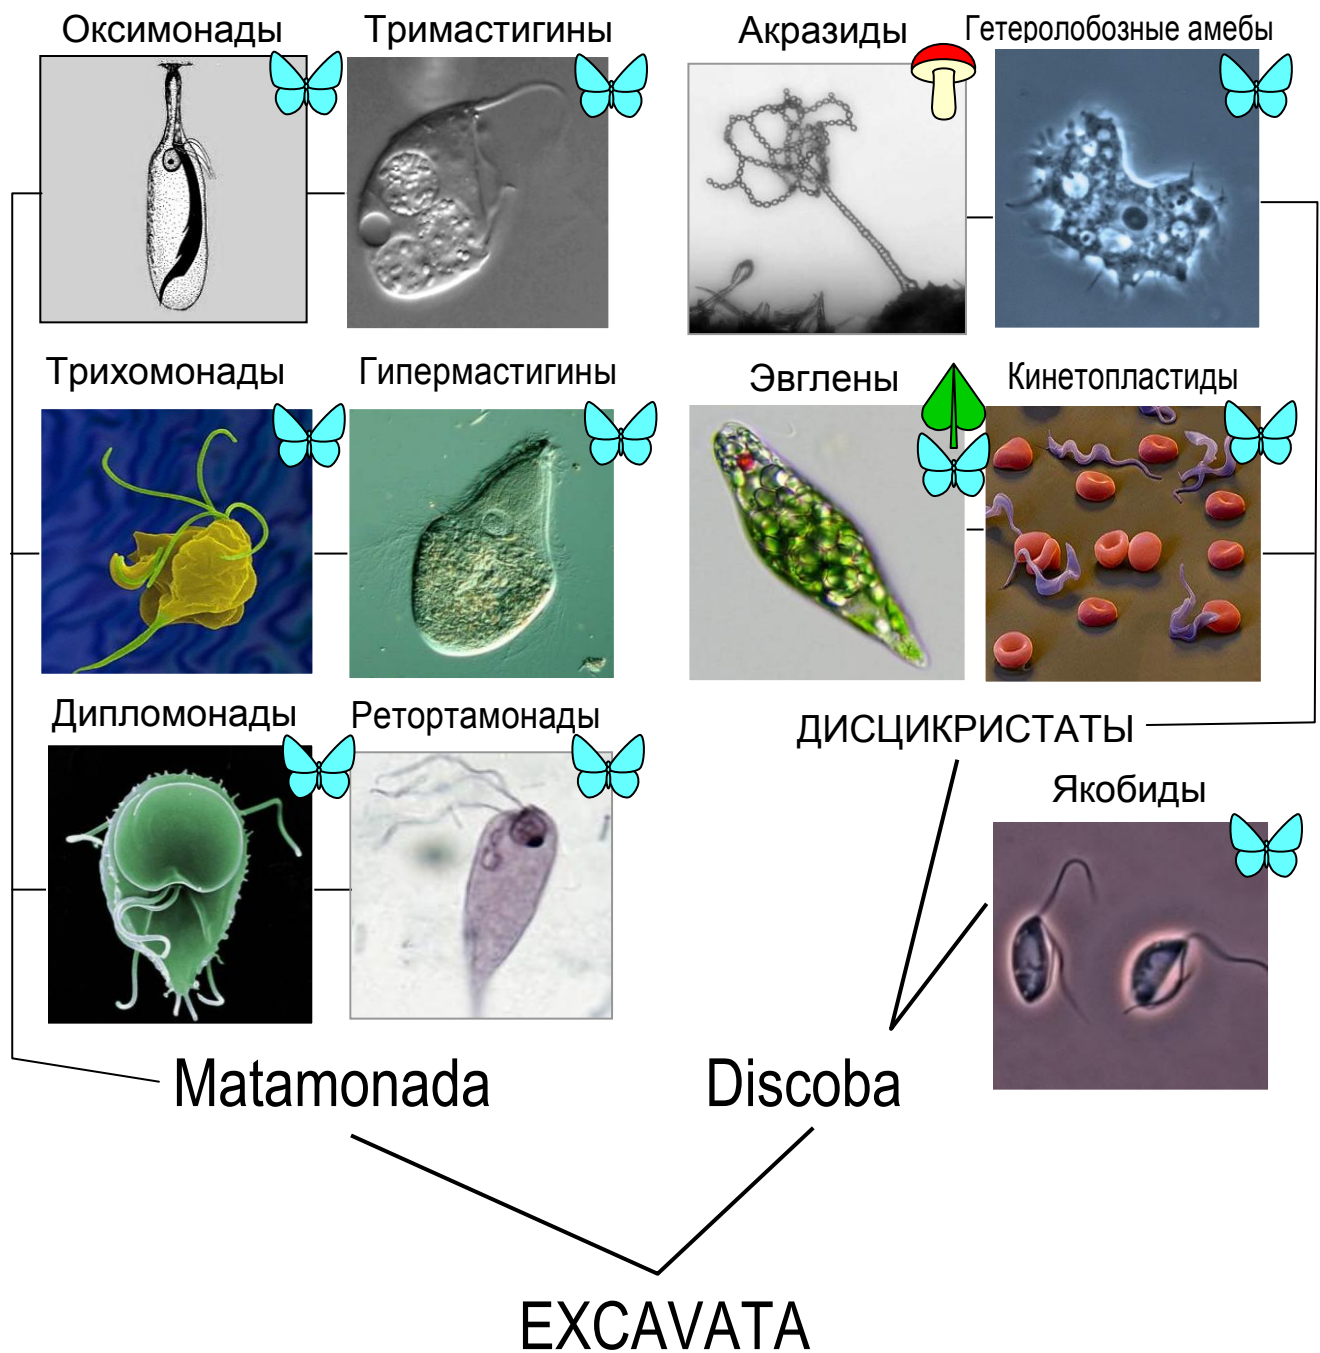 Оксимонады
Тримастигины
Акразиды
Гетеролобозные амебы
Трихомонады
Гипермастигины
Эвглены
Кинетопластиды
Дипломонады
Ретортамонады
ДИСЦИКРИСТАТЫ
Якобиды
Matamonada
Discoba
EXCAVATA